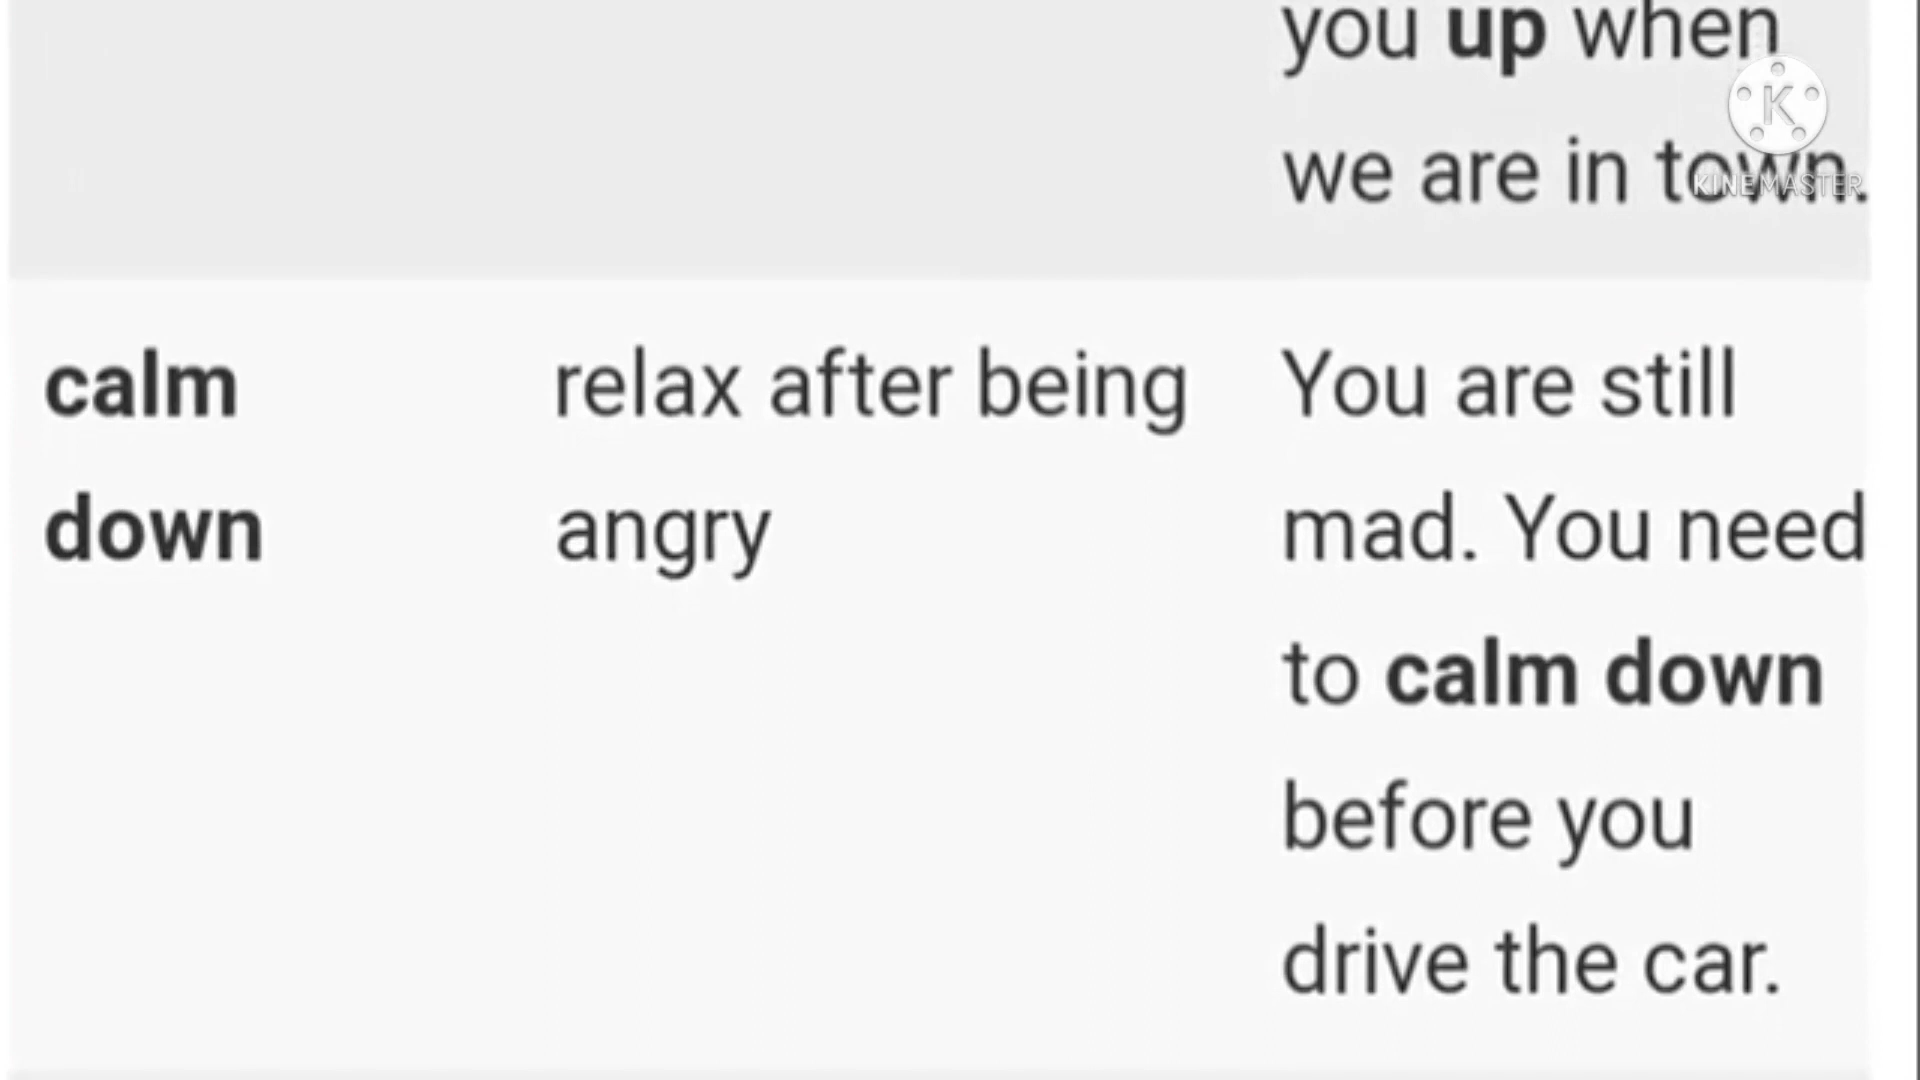 you up when
we are in town.
KINEMASTER
calm
down
relax after being
angry
You are still
mad. You need
to calm down
before you
drive the car.